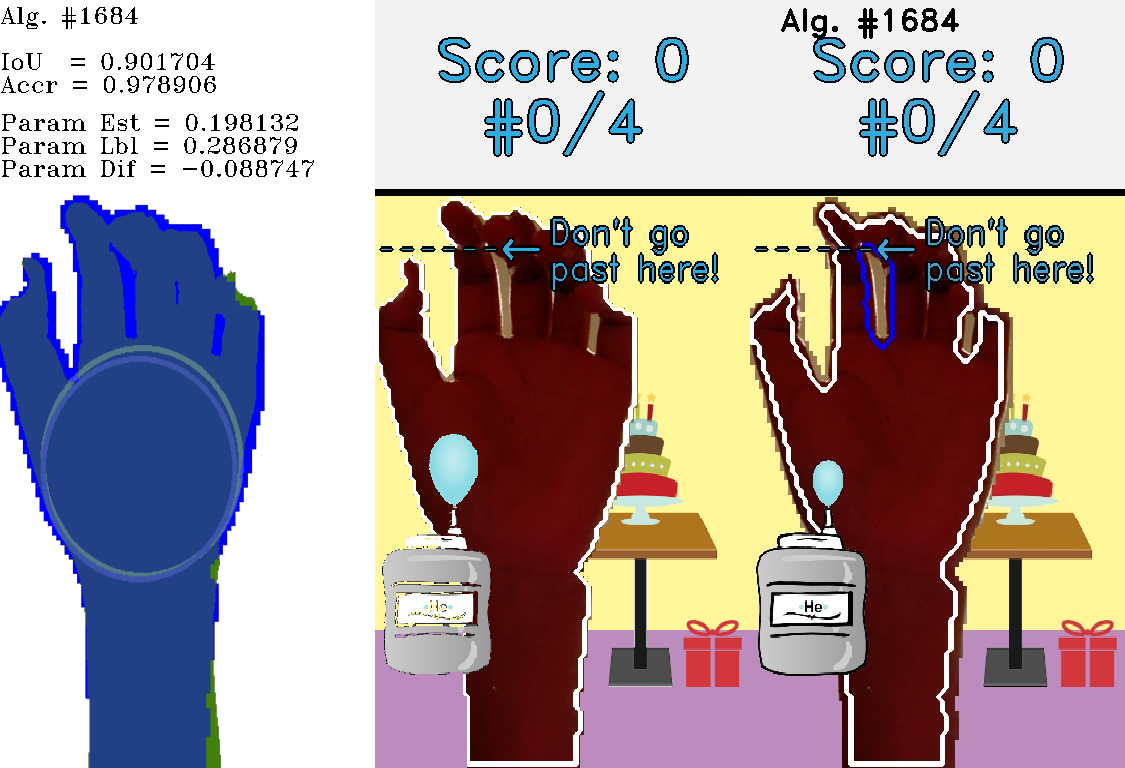 Alg. #1684
IoU = 0.901704
Accr = 0.978906
Param Est = 0.198132
Param Lbl = 0.286879
Param Dif = −0.088747
Score: 0
#0/4
Don't go
past here!
He
Alg. #1684
Score: 0
#0/4
Don't go
past here!
He